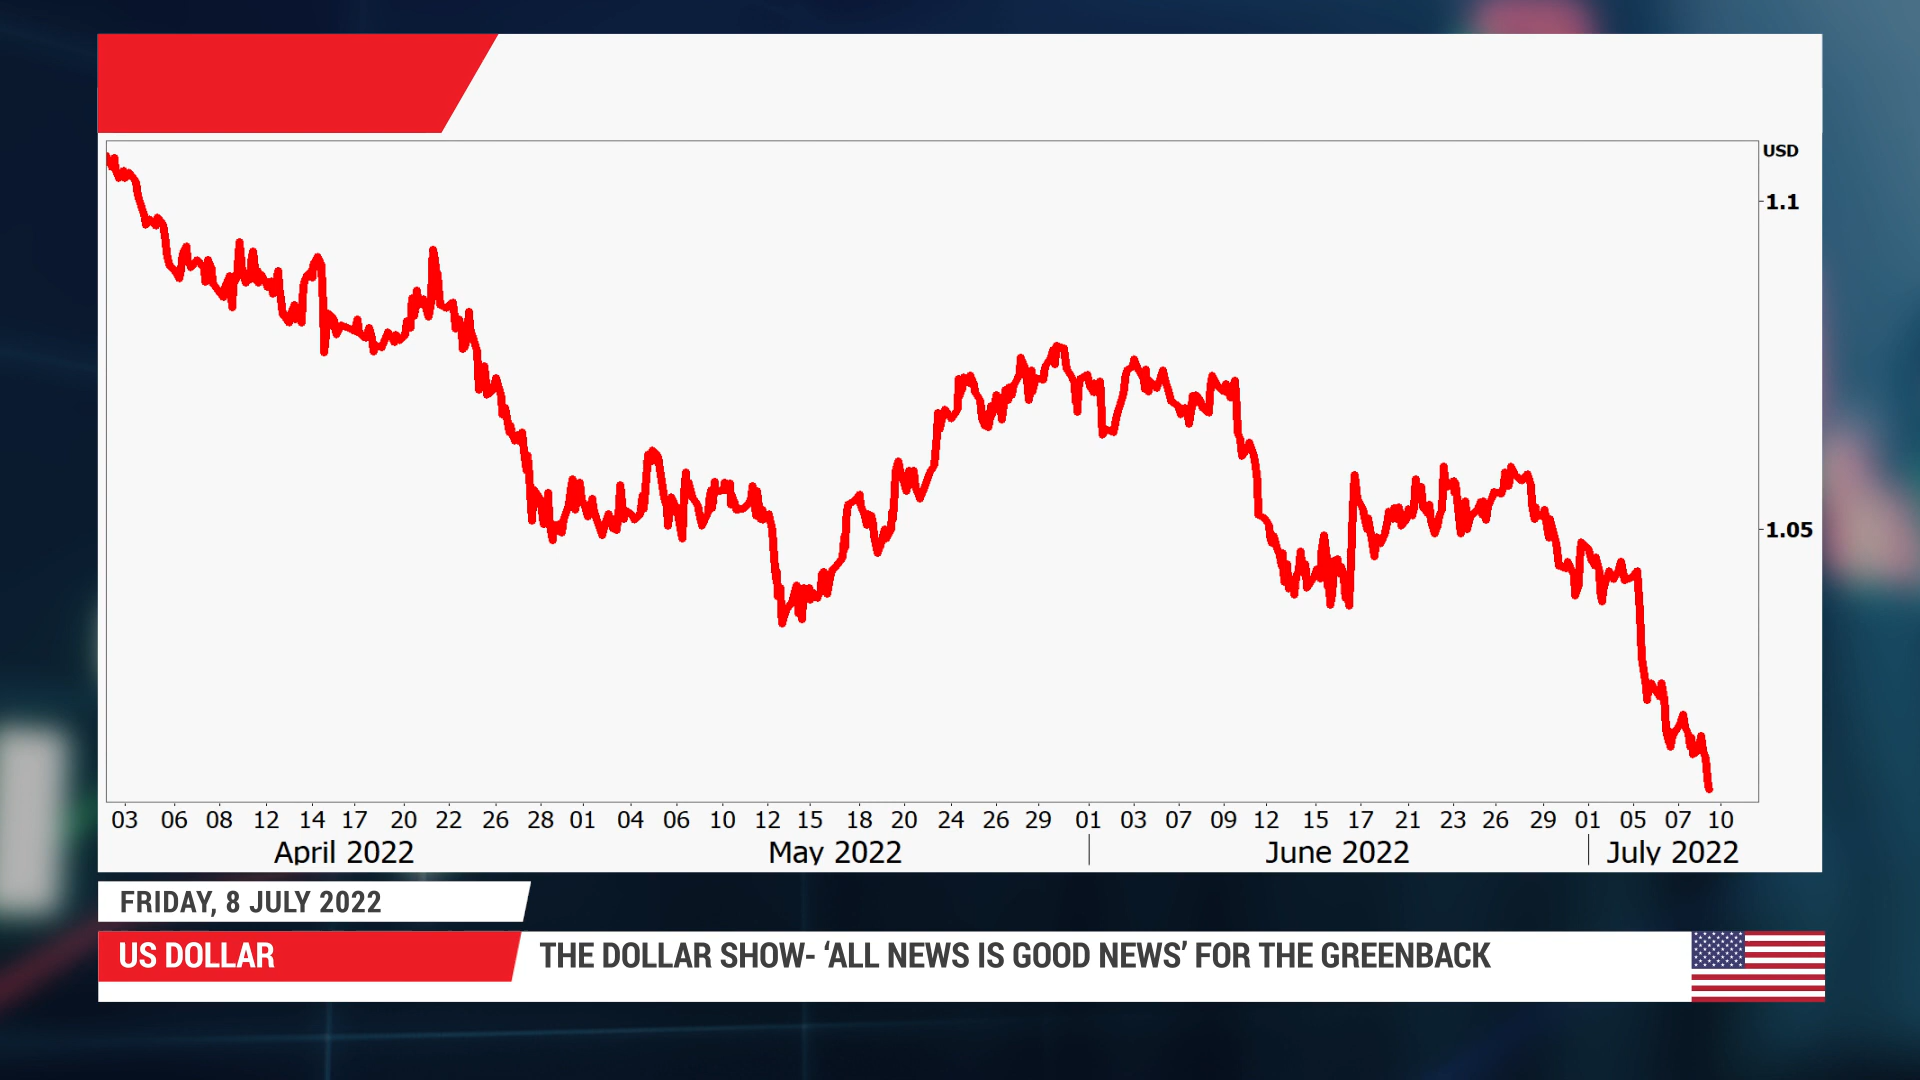 USD
1.1
1.05
03 06 08 12 14 17 20 22 26 28 01 04 06 10 12 15 18 20 24 26 29 01 03 07 09 12 15 17 21 23 26 29 01 05 07 10
April 2022 May 2022 June 2022 July 2022
FRIDAY, 8 JULY 2022
US DOLLAR
THE DOLLAR SHOW- ‘ALL NEWS IS GOOD NEWS’ FOR THE GREENBACK